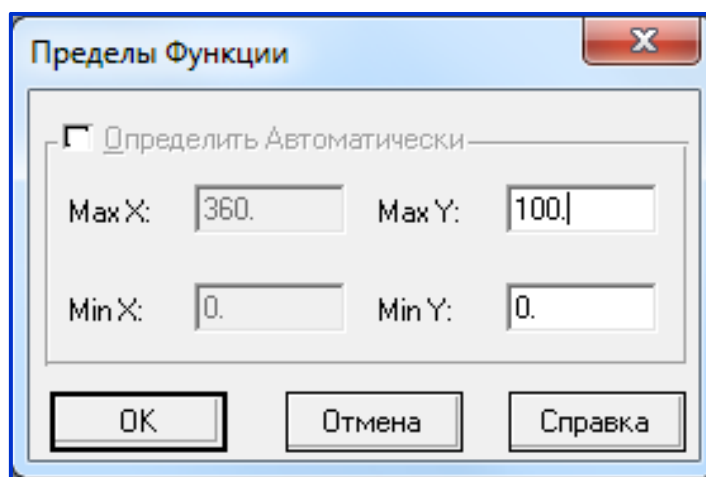 Пределы Функции
Определить Автоматически
Max X: 360. Max Y: 100.
Min X: 0. Min Y: 0.
OK Отмена Справка